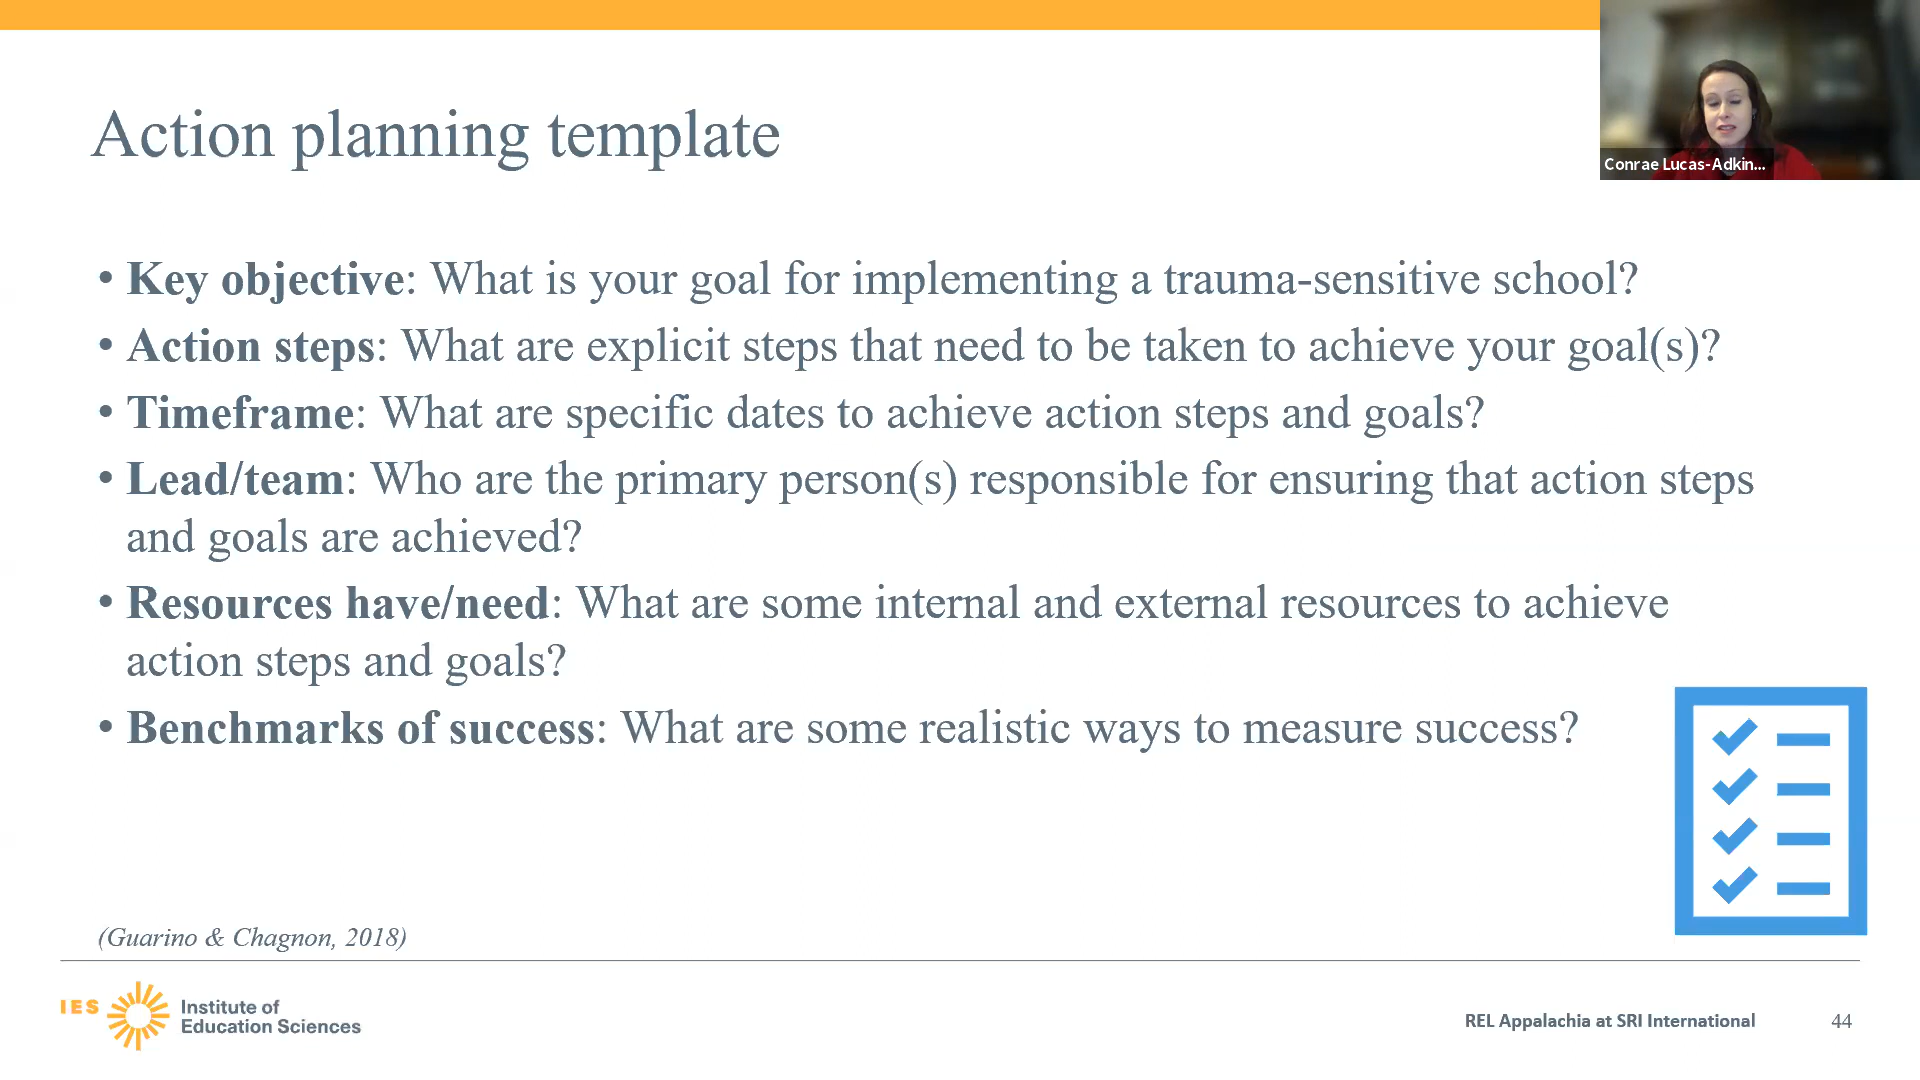 Conrae Lucas-Adkin...
Action planning template
• Key objective: What is your goal for implementing a trauma-sensitive school?
• Action steps: What are explicit steps that need to be taken to achieve your goal(s)?
• Timeframe: What are specific dates to achieve action steps and goals?
• Lead/team: Who are the primary person(s) responsible for ensuring that action steps
and goals are achieved?
• Resources have/need: What are some internal and external resources to achieve
action steps and goals?
• Benchmarks of success: What are some realistic ways to measure success?
(Guarino & Chagnon, 2018)
IES
Institute of
Education Sciences
REL Appalachia at SRI International
44